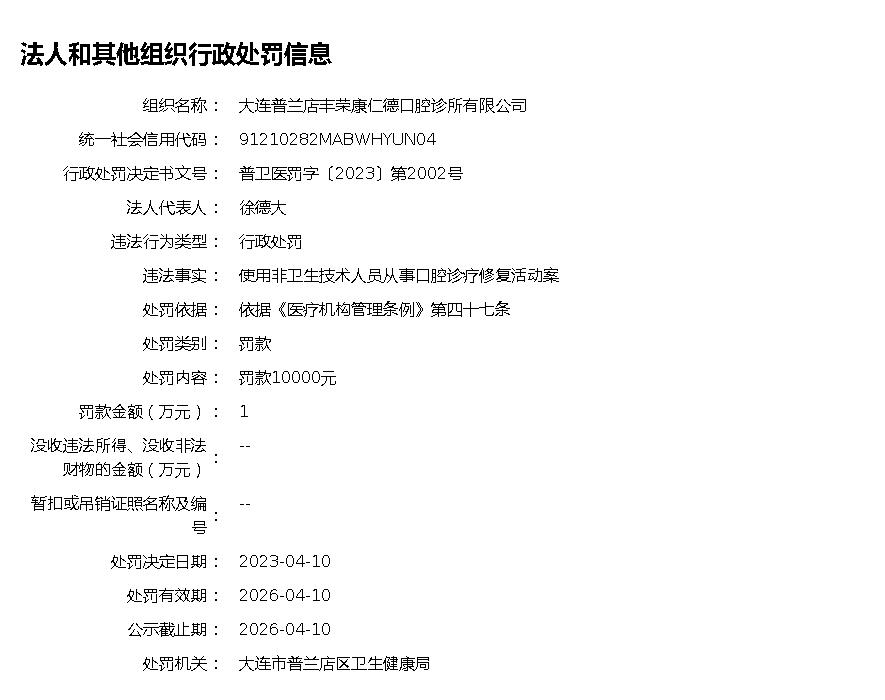 法人和其他组织行政处罚信息
组织名称： 大连普兰店丰荣康仁德口腔诊所有限公司
统一社会信用代码： 91210282MABWHYUN04
行政处罚决定书文号： 普卫医罚字〔2023〕第2002号
法人代表人： 徐德大
违法行为类型： 行政处罚
违法事实： 使用非卫生技术人员从事口腔诊疗修复活动案
处罚依据： 依据《医疗机构管理条例》第四十七条
处罚类别： 罚款
处罚内容： 罚款10000元
罚款金额（万元）： 1
没收违法所得、没收非法
财物的金额（万元）： --
暂扣或吊销证照名称及编
号： --
处罚决定日期： 2023-04-10
处罚有效期： 2026-04-10
公示截止期： 2026-04-10
处罚机关： 大连市普兰店区卫生健康局